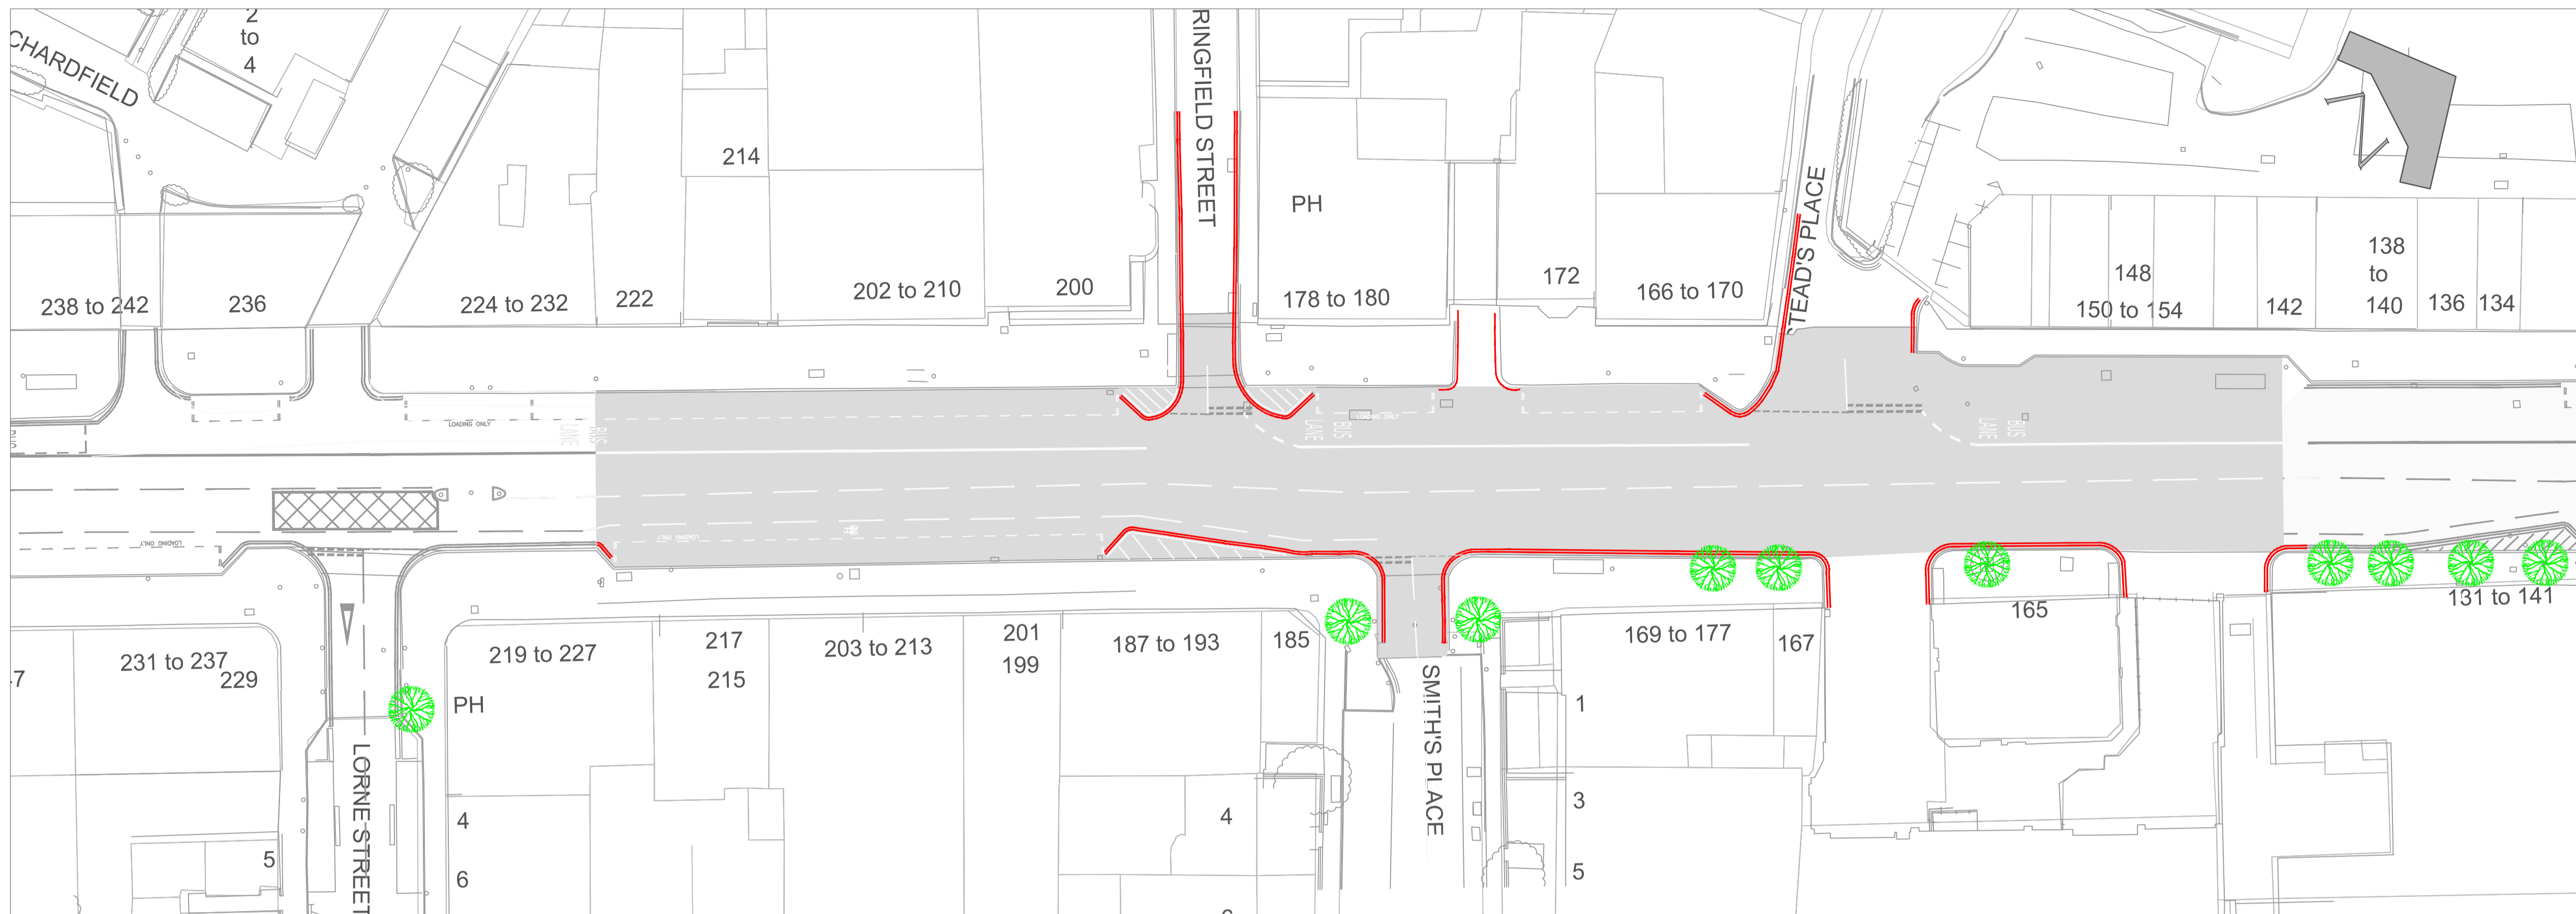 CHARDFIELD
2
to
4
RINGFIELD STREET
214
PH
STEAD'S PLACE
238 to 242
236
224 to 232
222
202 to 210
200
178 to 180
172
166 to 170
148
150 to 154
142
138
to
140
136
134
LOADING ONLY
BUS
LANE
LANE
BUS
LOADING ONLY
LANE
BUS
LOADING ONLY
LOADING ONLY
7
231 to 237
229
PH
219 to 227
217
215
203 to 213
201
199
187 to 193
185
169 to 177
167
165
131 to 141
LORNE STREET
SMITH'S PLACE
1
3
5
4
6
4
5